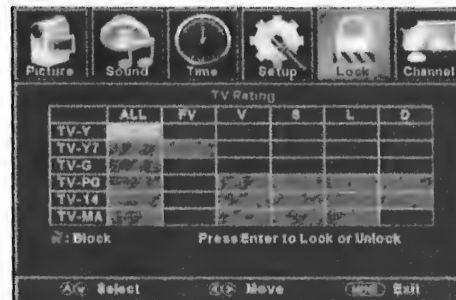 Picture Sound Time Setup Lock Channel
TV Rating
ALL FV V S L D
TV-Y
TV-Y7
TV-G
TV-PG
TV-14
TV-MA
: Block Press Enter to Lock or Unlock
Select Move Exit